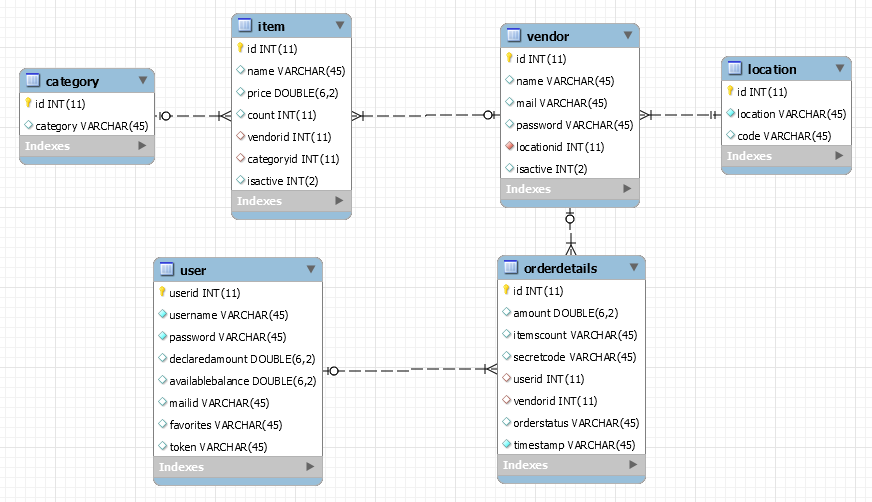 category
id INT(11)
category VARCHAR(45)
Indexes
item
id INT(11)
name VARCHAR(45)
price DOUBLE(6,2)
count INT(11)
vendorid INT(11)
categoryid INT(11)
isactive INT(2)
Indexes
vendor
id INT(11)
name VARCHAR(45)
mail VARCHAR(45)
password VARCHAR(45)
locationid INT(11)
isactive INT(2)
Indexes
location
id INT(11)
location VARCHAR(45)
code VARCHAR(45)
Indexes
user
userid INT(11)
username VARCHAR(45)
password VARCHAR(45)
declaredamount DOUBLE(6,2)
availablebalance DOUBLE(6,2)
mailid VARCHAR(45)
favorites VARCHAR(45)
token VARCHAR(45)
Indexes
orderdetails
id INT(11)
amount DOUBLE(6,2)
itemscount VARCHAR(45)
secretcode VARCHAR(45)
userid INT(11)
vendorid INT(11)
orderstatus VARCHAR(45)
timestamp VARCHAR(45)
Indexes